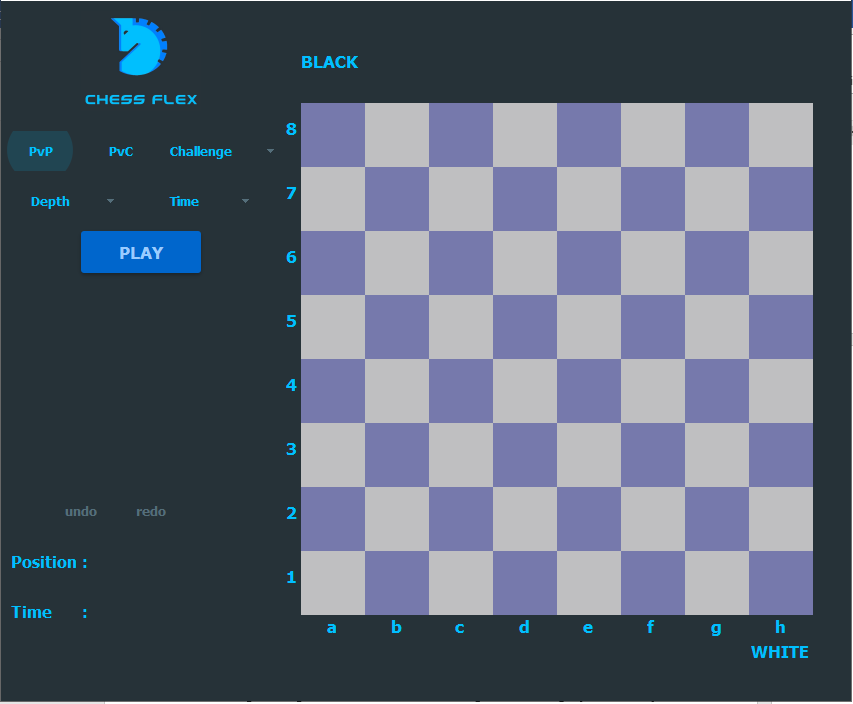 CHESS FLEX
PvP PvC Challenge
Depth Time
PLAY
undo redo
Position :
Time :
BLACK
8
7
6
5
4
3
2
1
a b c d e f g h
WHITE